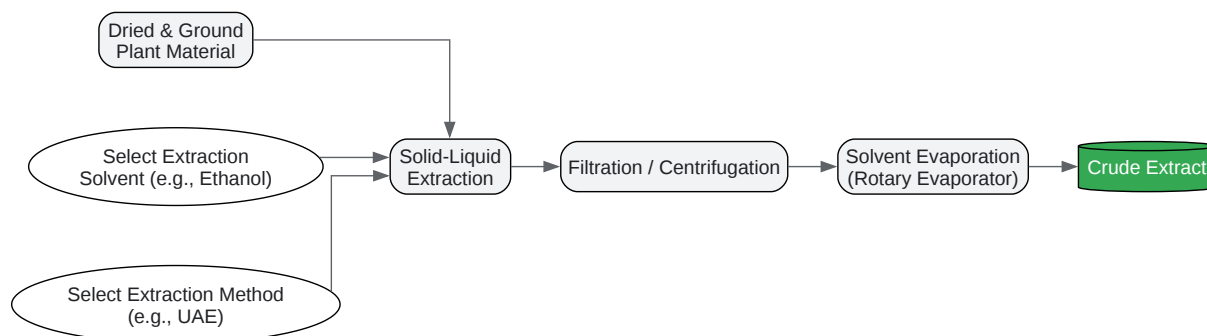 Dried & Ground
Plant Material
Select Extraction
Solvent (e.g., Ethanol)
Solid-Liquid
Extraction
Filtration / Centrifugation
Solvent Evaporation
(Rotary Evaporator)
Crude Extract
Select Extraction Method
(e.g., UAE)